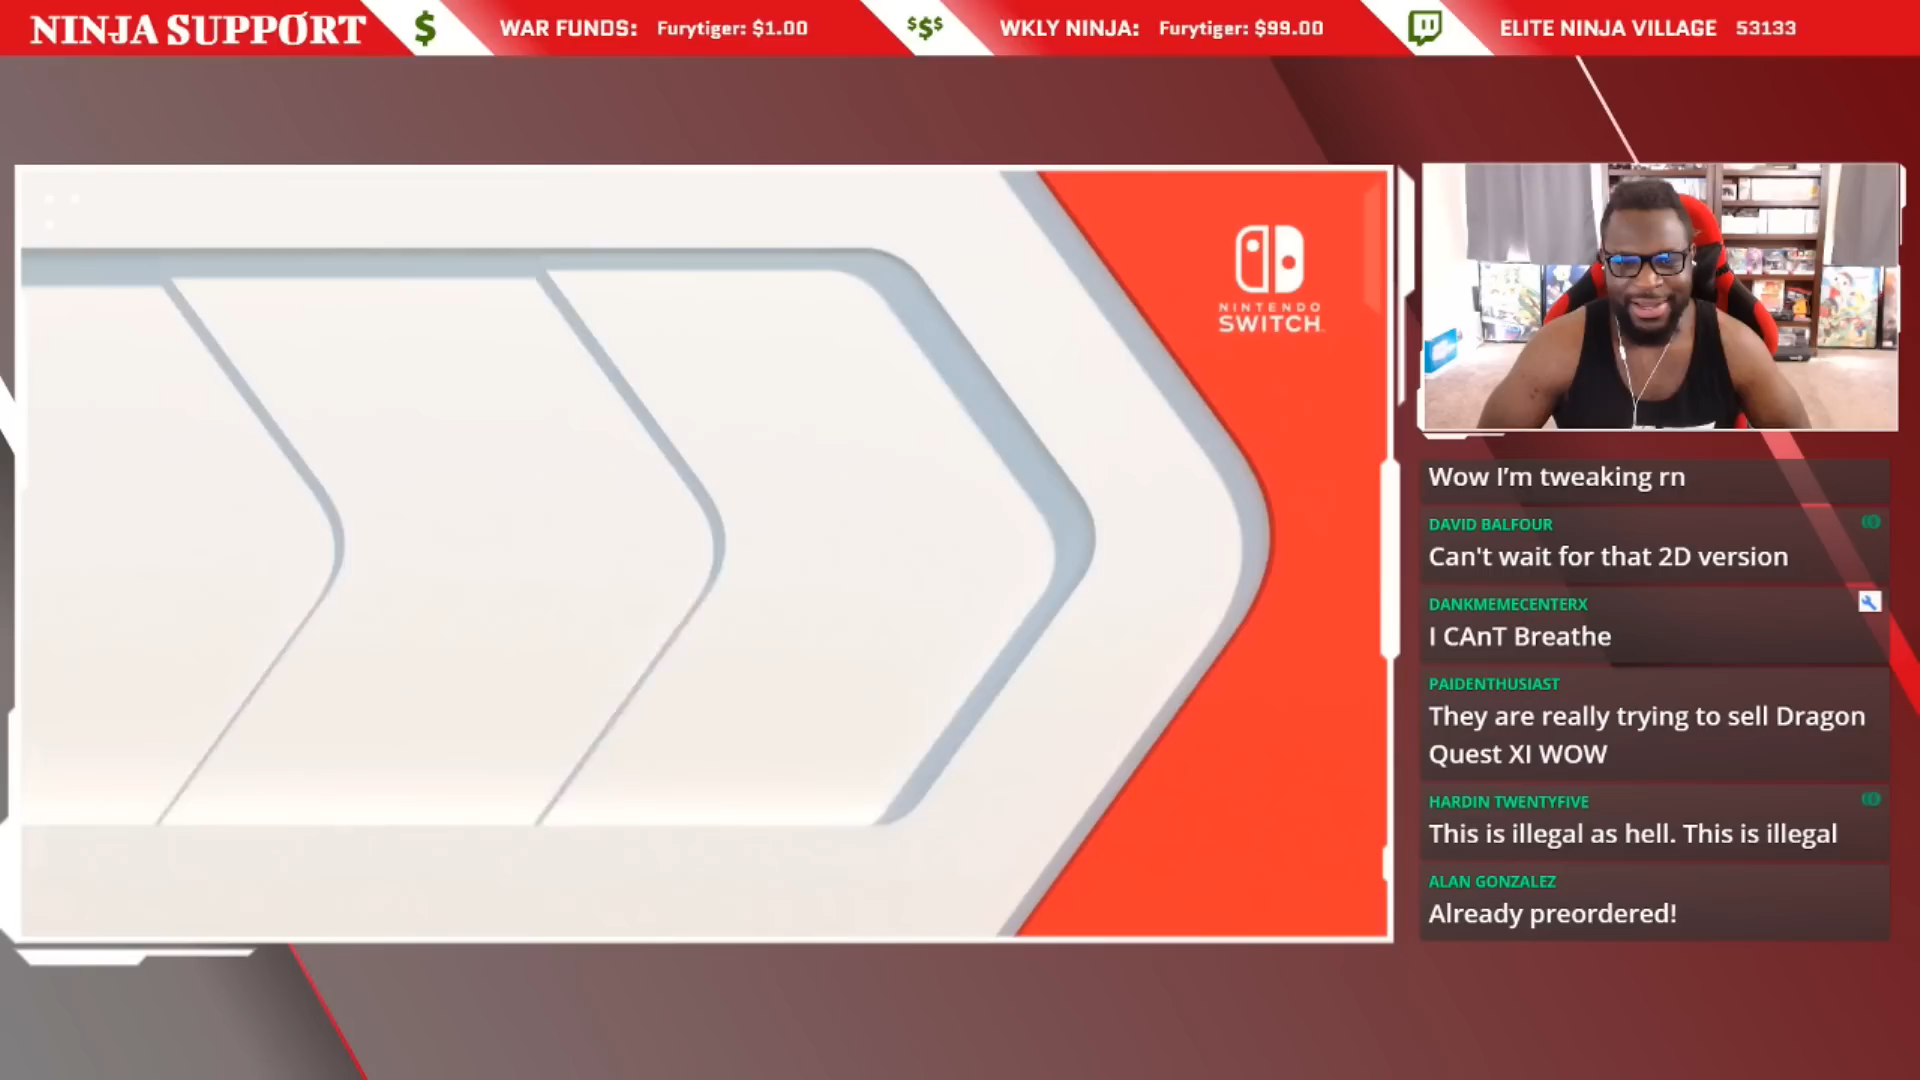 NINJA SUPPORT
$
WAR FUNDS: Furytiger: $1.00
$$$
WKLY NINJA: Furytiger: $99.00
ELITE NINJA VILLAGE 53133
NINTENDO
SWITCH
Wow I’m tweaking rn
DAVID BALFOUR
Can't wait for that 2D version
DANKMEMECENTERX
I CAnT Breathe
PAIDENTHUSIAST
They are really trying to sell Dragon
Quest XI WOW
HARDIN TWENTYFIVE
This is illegal as hell. This is illegal
ALAN GONZALEZ
Already preordered!